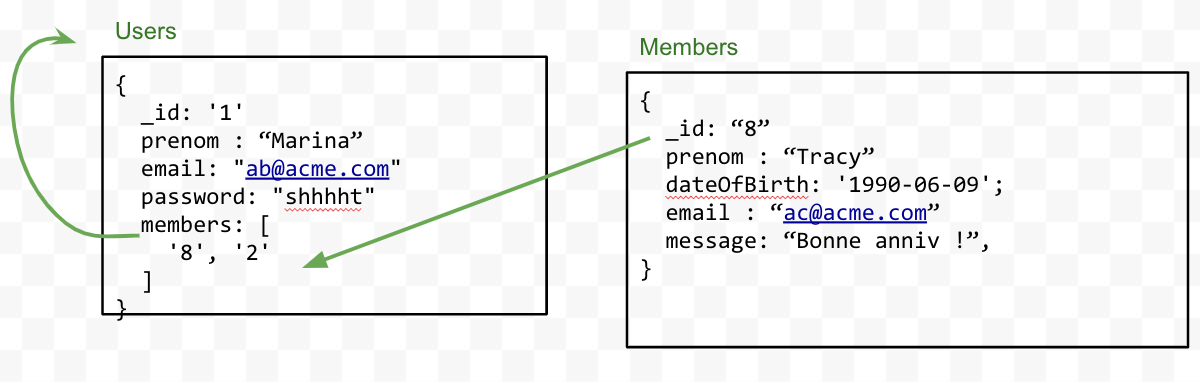 Users
{
_id: '1'
prenom : “Marina”
email: "ab@acme.com"
password: "shhhht"
members: [
'8', '2'
]
}
Members
{
_id: “8”
prenom : “Tracy”
dateOfBirth: '1990-06-09';
email : “ac@acme.com”
message: “Bonne anniv !”,
}